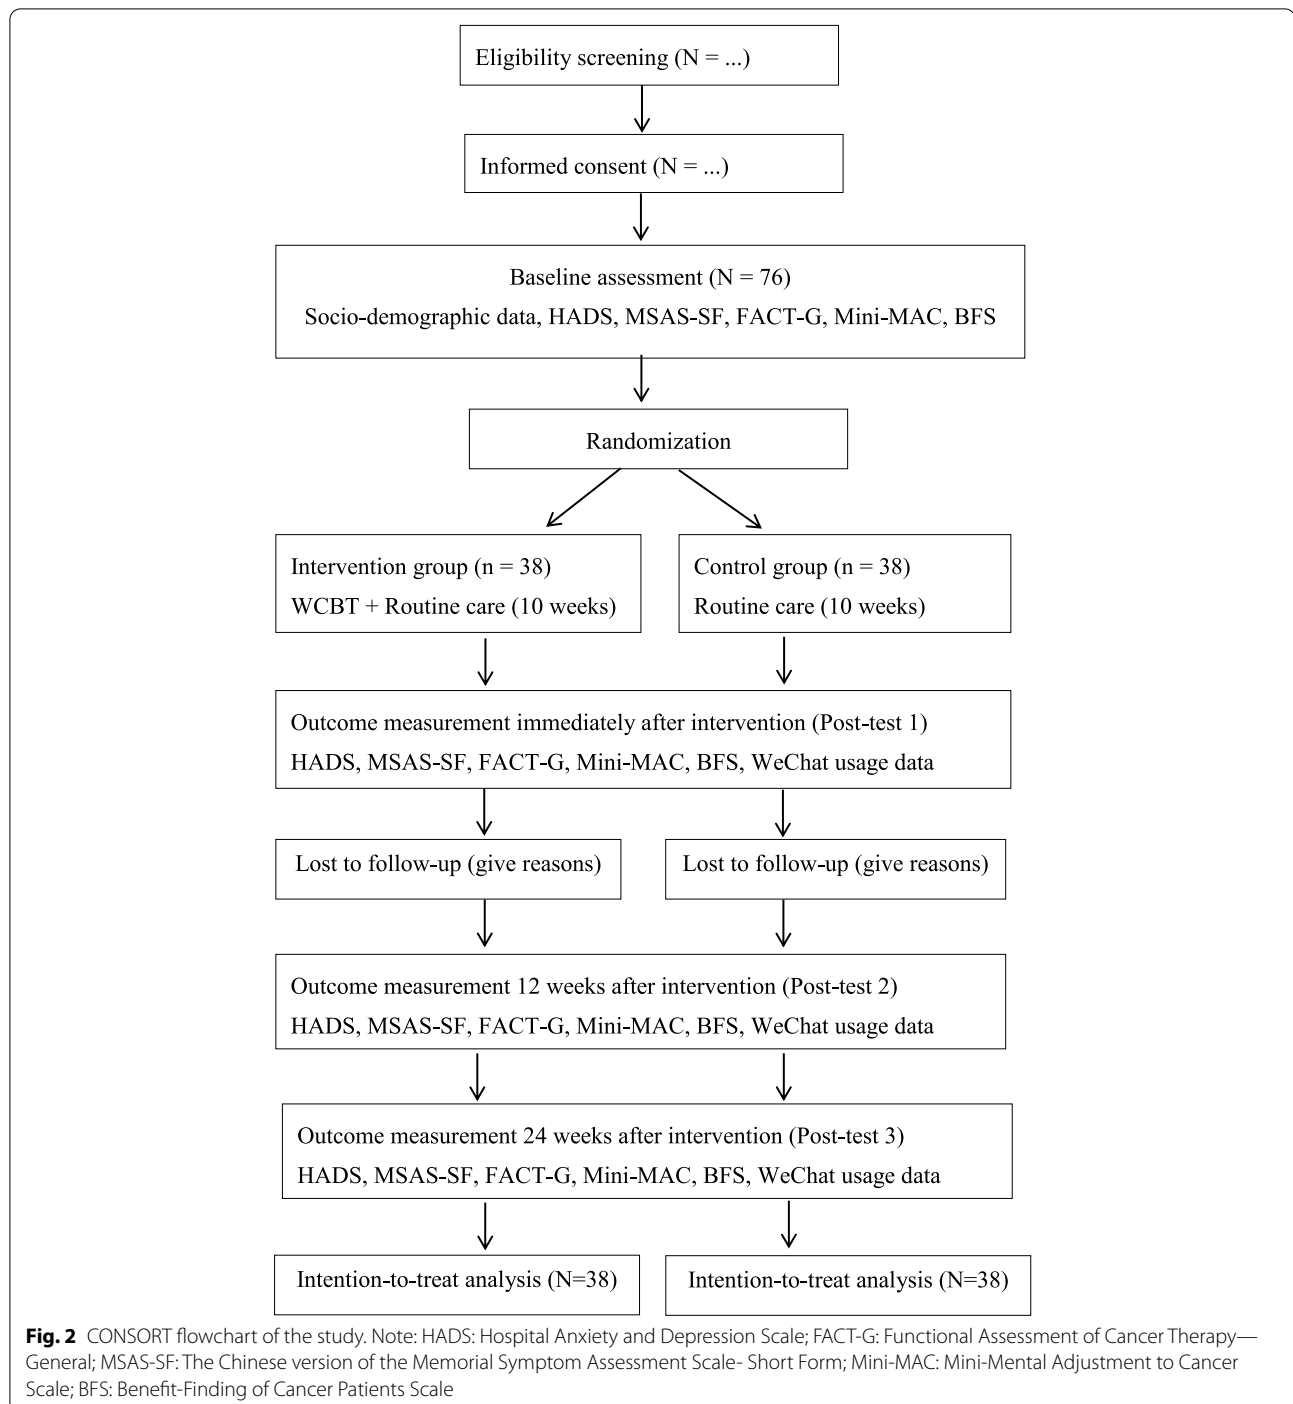 Eligibility screening (N = ...)
Informed consent (N = ...)
Baseline assessment (N = 76)
Socio-demographic data, HADS, MSAS-SF, FACT-G, Mini-MAC, BFS
Randomization
Intervention group (n = 38)
WCBT + Routine care (10 weeks)
Control group (n = 38)
Routine care (10 weeks)
Outcome measurement immediately after intervention (Post-test 1)
HADS, MSAS-SF, FACT-G, Mini-MAC, BFS, WeChat usage data
Lost to follow-up (give reasons)
Lost to follow-up (give reasons)
Outcome measurement 12 weeks after intervention (Post-test 2)
HADS, MSAS-SF, FACT-G, Mini-MAC, BFS, WeChat usage data
Outcome measurement 24 weeks after intervention (Post-test 3)
HADS, MSAS-SF, FACT-G, Mini-MAC, BFS, WeChat usage data
Intention-to-treat analysis (N=38)
Intention-to-treat analysis (N=38)
Fig. 2 CONSORT flowchart of the study. Note: HADS: Hospital Anxiety and Depression Scale; FACT-G: Functional Assessment of Cancer Therapy—
General; MSAS-SF: The Chinese version of the Memorial Symptom Assessment Scale- Short Form; Mini-MAC: Mini-Mental Adjustment to Cancer
Scale; BFS: Benefit-Finding of Cancer Patients Scale